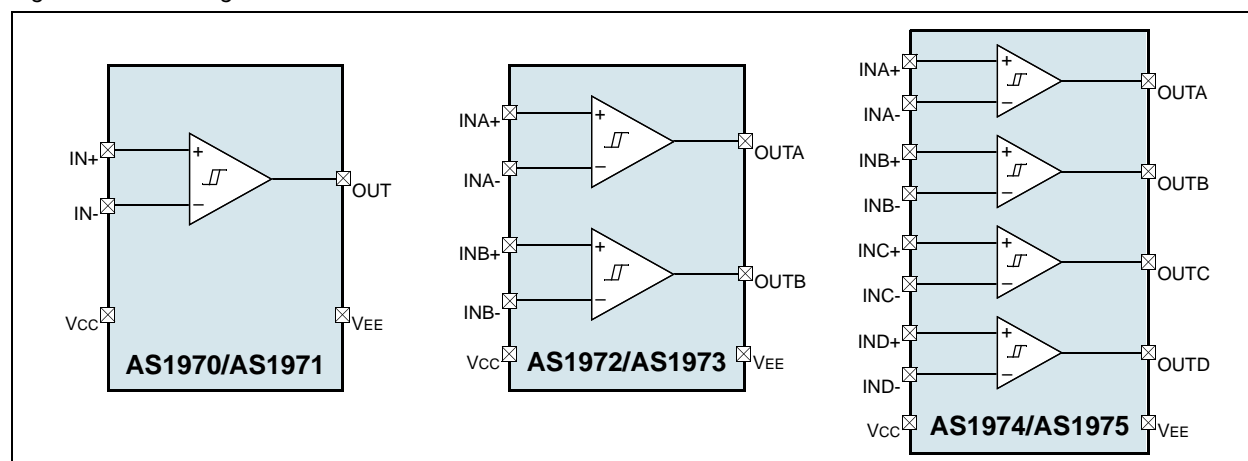 IN+
IN-
+
−
OUT
VCC
VEE
AS1970/AS1971
INA+
INA-
+
−
OUTA
INB+
INB-
+
−
OUTB
VCC
VEE
AS1972/AS1973
INA+
INA-
+
−
OUTA
INB+
INB-
+
−
OUTB
INC+
INC-
+
−
OUTC
IND+
IND-
+
−
OUTD
VCC
VEE
AS1974/AS1975